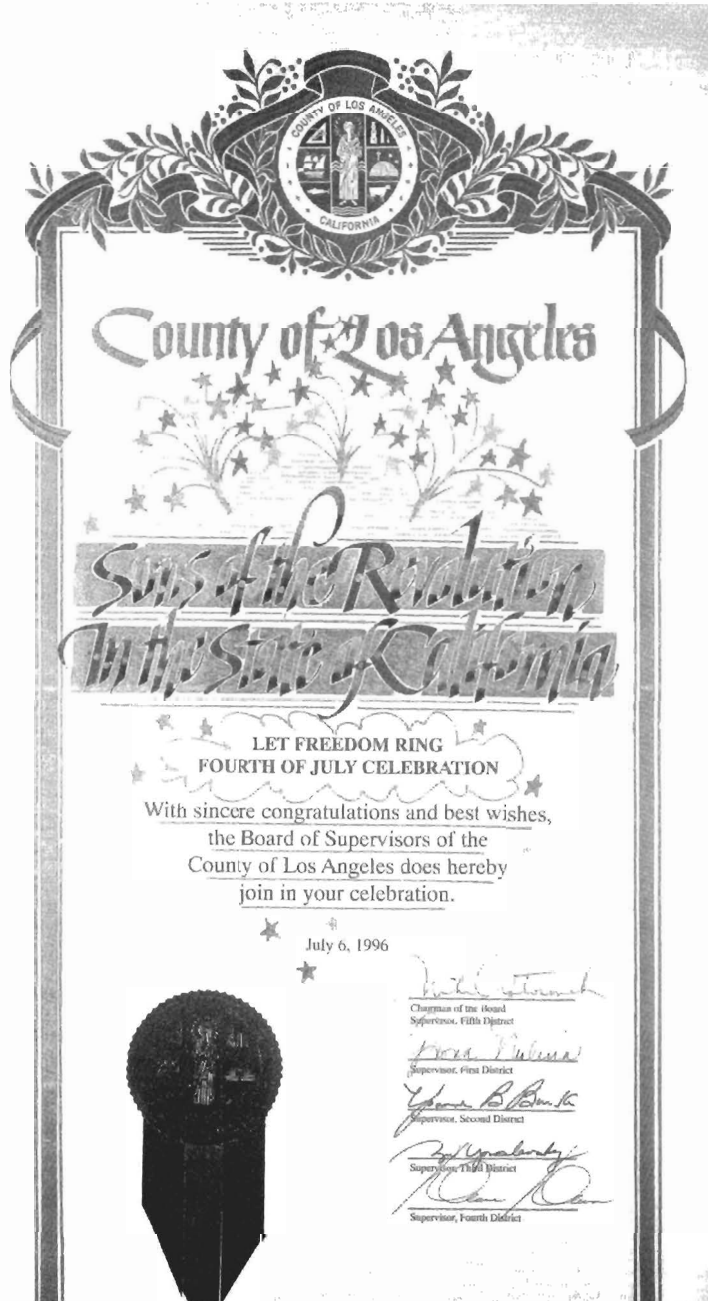 COUNTY OF LOS ANGELES
CALIFORNIA
County of Los Angeles
Sons of the Revolution
In the State of California
LET FREEDOM RING
FOURTH OF JULY CELEBRATION
With sincere congratulations and best wishes,
the Board of Supervisors of the
County of Los Angeles does hereby
join in your celebration.
July 6, 1996
Chairman of the Board
Supervisor, Fifth District
Supervisor, First District
Yvonne B Burke
Supervisor, Second District
Supervisor, Third District
Supervisor, Fourth District